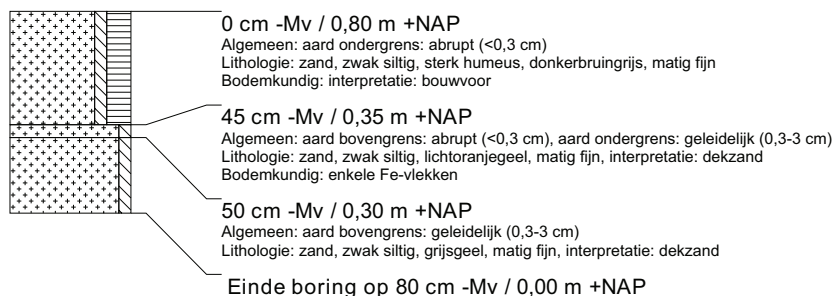 0 cm -Mv / 0,80 m +NAP
Algemeen: aard ondergrens: abrupt (<0,3 cm)
Lithologie: zand, zwak siltig, sterk humeus, donkerbruingrijs, matig fijn
Bodemkundig: interpretatie: bouwvoor
45 cm -Mv / 0,35 m +NAP
Algemeen: aard bovengrens: abrupt (<0,3 cm), aard ondergrens: geleidelijk (0,3-3 cm)
Lithologie: zand, zwak siltig, lichtoranjegeel, matig fijn, interpretatie: dekzand
Bodemkundig: enkele Fe-vlekken
50 cm -Mv / 0,30 m +NAP
Algemeen: aard bovengrens: geleidelijk (0,3-3 cm)
Lithologie: zand, zwak siltig, grijsgeel, matig fijn, interpretatie: dekzand
Einde boring op 80 cm -Mv / 0,00 m +NAP